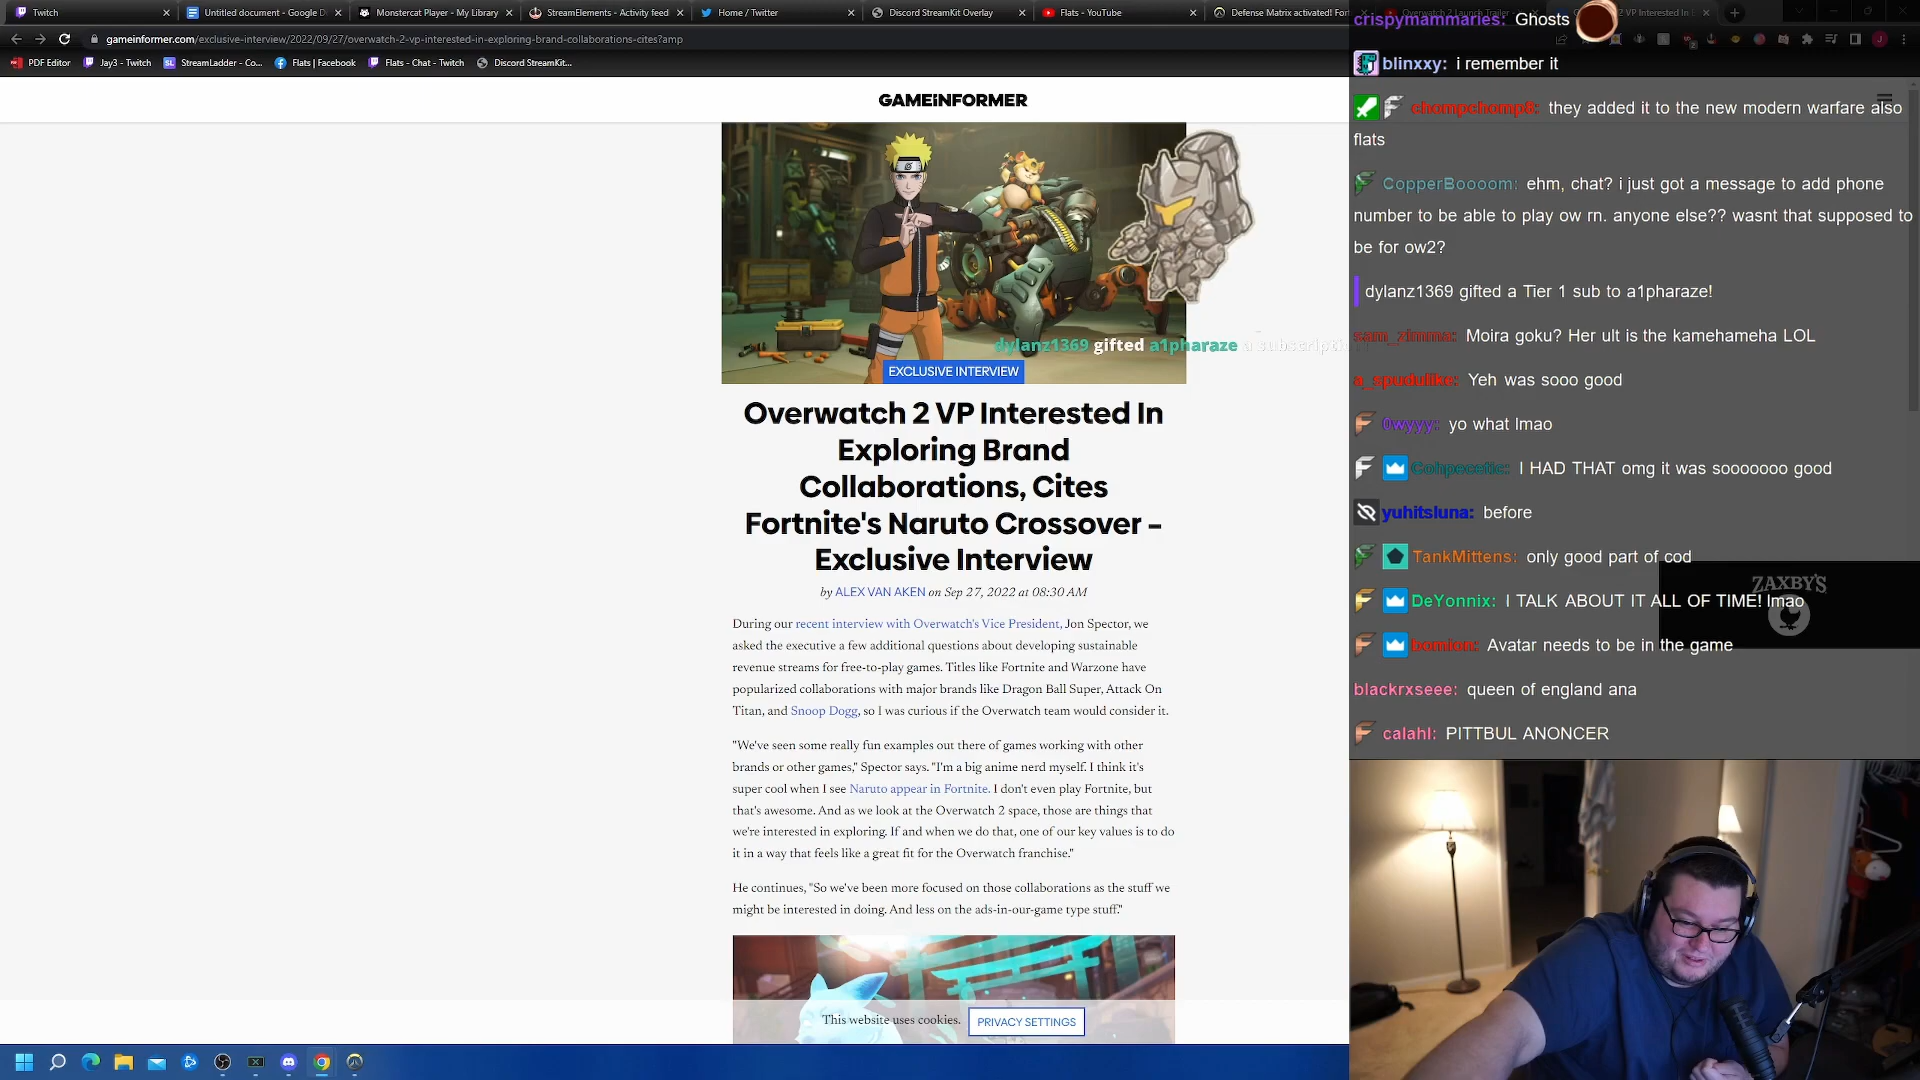 Twitch
Untitled document - Google D
Monstercat Player - My Library
StreamElements - Activity feed
Home / Twitter
Discord StreamKit Overlay
Flats - YouTube
Defense Matrix activated! For
Overwatch 2 Launch Trailer
2 VP Interested In E
gameinformer.com/exclusive-interview/2022/09/27/overwatch-2-vp-interested-in-exploring-brand-collaborations-cites?amp
PDF Editor
Jay3 - Twitch
StreamLadder - Co...
Flats | Facebook
Flats - Chat - Twitch
Discord StreamKit...
GAMEINFORMER
dylanz1369 gifted a1pharaze a subscripti
EXCLUSIVE INTERVIEW
Overwatch 2 VP Interested In
Exploring Brand
Collaborations, Cites
Fortnite's Naruto Crossover –
Exclusive Interview
by ALEX VAN AKEN on Sep 27, 2022 at 08:30 AM
During our recent interview with Overwatch's Vice President, Jon Spector, we
asked the executive a few additional questions about developing sustainable
revenue streams for free-to-play games. Titles like Fortnite and Warzone have
popularized collaborations with major brands like Dragon Ball Super, Attack On
Titan, and Snoop Dogg, so I was curious if the Overwatch team would consider it.
"We've seen some really fun examples out there of games working with other
brands or other games," Spector says. "I'm a big anime nerd myself. I think it's
super cool when I see Naruto appear in Fortnite. I don't even play Fortnite, but
that's awesome. And as we look at the Overwatch 2 space, those are things that
we're interested in exploring. If and when we do that, one of our key values is to do
it in a way that feels like a great fit for the Overwatch franchise."
He continues, "So we've been more focused on those collaborations as the stuff we
might be interested in doing. And less on the ads-in-our-game type stuff."
This website uses cookies.
PRIVACY SETTINGS
crispymammaries: Ghosts
blinxxy: i remember it
chompchomp8: they added it to the new modern warfare also
flats
CopperBoooom: ehm, chat? i just got a message to add phone
number to be able to play ow rn. anyone else?? wasnt that supposed to
be for ow2?
dylanz1369 gifted a Tier 1 sub to a1pharaze!
sam_zimma: Moira goku? Her ult is the kamehameha LOL
a_spudulike: Yeh was sooo good
0wyyy: yo what lmao
Cohpecetic: I HAD THAT omg it was sooooooo good
yuhitsluna: before
TankMittens: only good part of cod
DeYonnix: I TALK ABOUT IT ALL OF TIME! lmao
bomion: Avatar needs to be in the game
blackrxseee: queen of england ana
calahl: PITTBUL ANONCER
ZAXBY'S